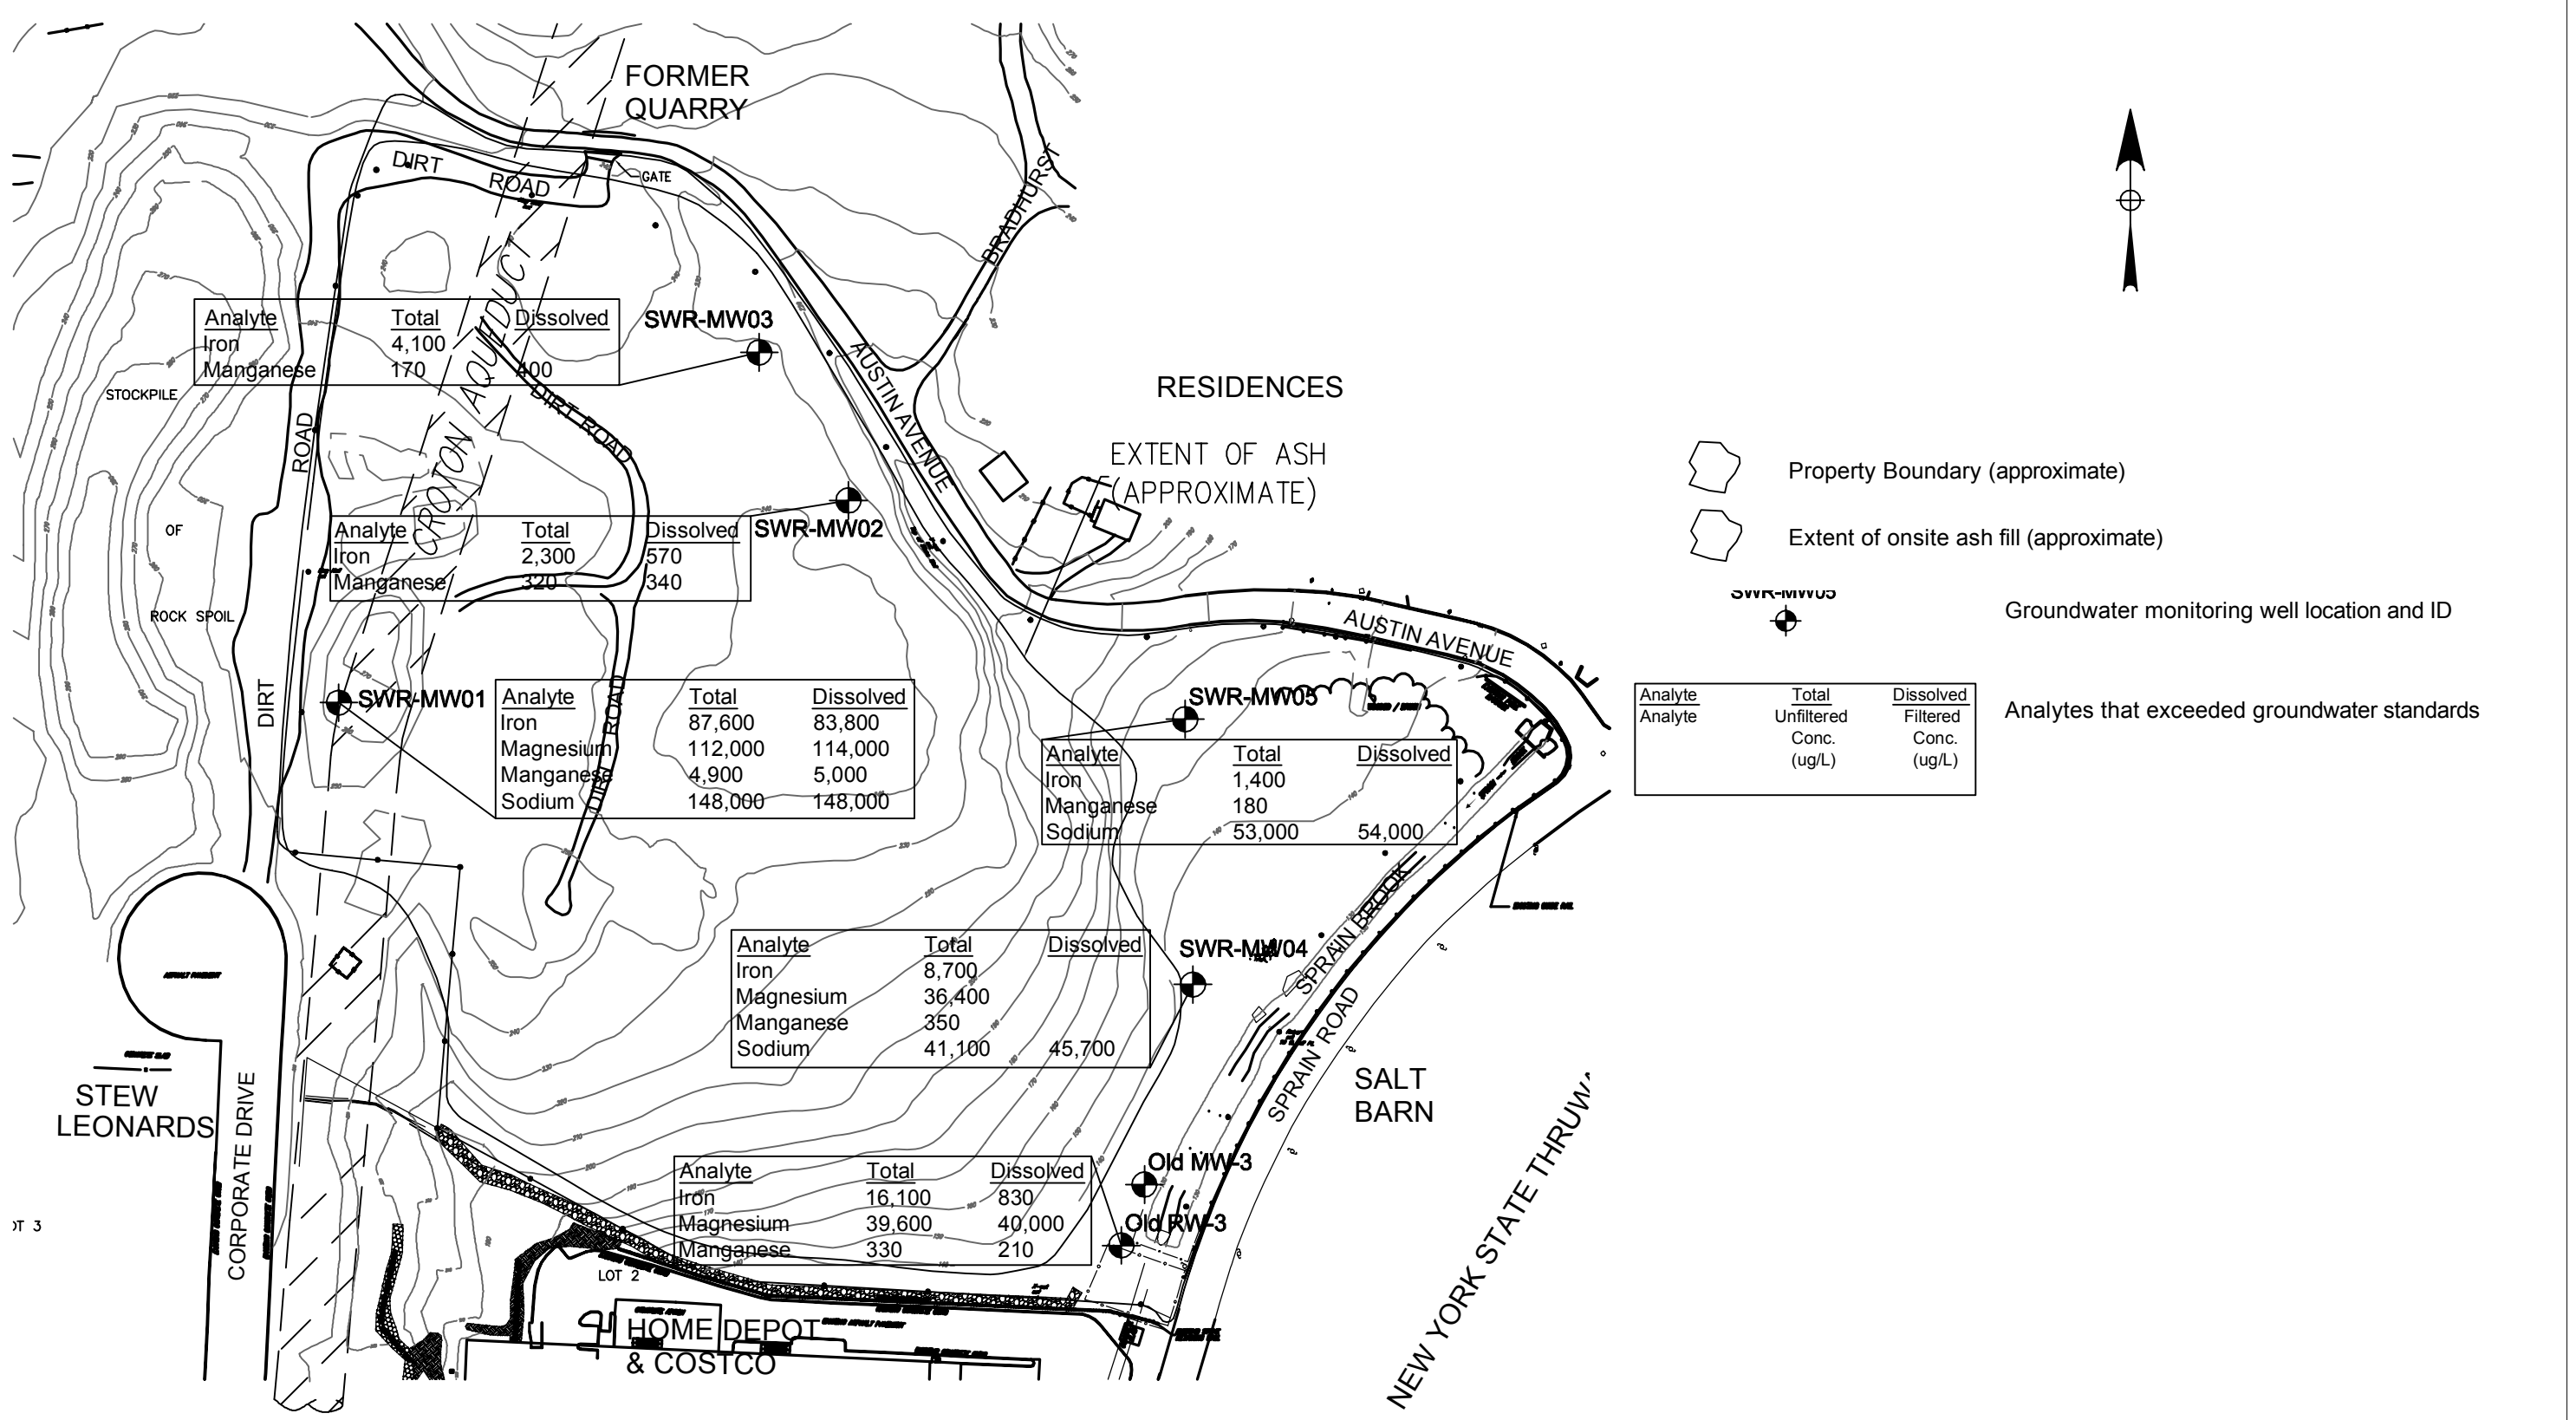 FORMER
QUARRY
DIRT ROAD
GATE
BRADHURST
CROTON AQUEDUCT
Analyte Total Dissolved
Iron 4,100
Manganese 170 400
SWR-MW03
AUSTIN AVENUE
RESIDENCES
STOCKPILE
OF
ROCK SPOIL
DIRT ROAD
DIRT ROAD
EXTENT OF ASH
(APPROXIMATE)
Property Boundary (approximate)
Extent of onsite ash fill (approximate)
SWR-MW05
Groundwater monitoring well location and ID
Analyte Total Dissolved
Iron 2,300 570
Manganese 320 340
SWR-MW02
AUSTIN AVENUE
SWR-MW01
Analyte Total Dissolved
Iron 87,600 83,800
Magnesium 112,000 114,000
Manganese 4,900 5,000
Sodium 148,000 148,000
DIRT ROAD
SWR-MW05
Analyte Total Dissolved
Iron 1,400
Manganese 180
Sodium 53,000 54,000
Analyte Total Dissolved
Analyte Unfiltered Filtered
Conc. Conc.
(ug/L) (ug/L)
Analytes that exceeded groundwater standards
SPRAIN BROOK
SPRAIN ROAD
Analyte Total Dissolved
Iron 8,700
Magnesium 36,400
Manganese 350
Sodium 41,100 45,700
SWR-MW04
ASPHALT PAVEMENT
STEW
LEONARDS
CORPORATE DRIVE
SALT
BARN
NEW YORK STATE THRUWA
Analyte Total Dissolved
Iron 16,100 830
Magnesium 39,600 40,000
Manganese 330 210
Old MW-3
Old RW-3
OT 3
LOT 2
HOME DEPOT
& COSTCO